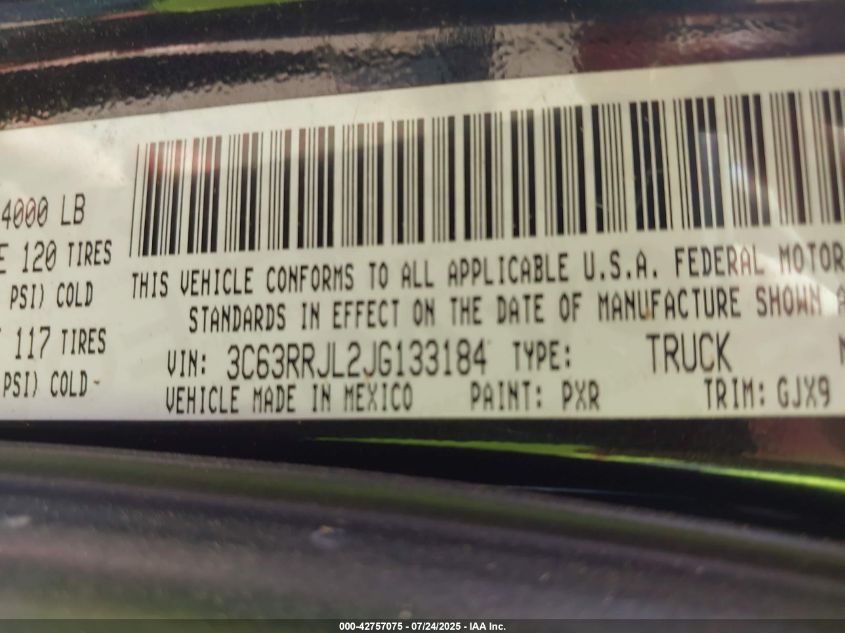 4000 LB
120 TIRES
PSI) COLD
117 TIRES
PSI) COLD
THIS VEHICLE CONFORMS TO ALL APPLICABLE U.S.A. FEDERAL MOTOR
STANDARDS IN EFFECT ON THE DATE OF MANUFACTURE SHOWN
VIN: 3C63RRJL2JG133184 TYPE: TRUCK
VEHICLE MADE IN MEXICO PAINT: PXR TRIM: GJX9
000-42757075 - 07/24/2025 - IAA Inc.